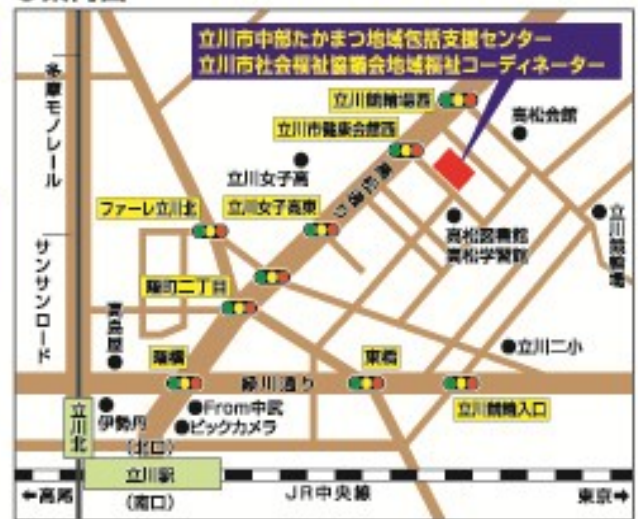 立川市中部たかまつ地域包括支援センター
立川市社会福祉協議会地域福祉コーディネーター
多摩モノレール
立川競輪場西
高松会館
立川市健康会館西
立川女子高
高松通り
ファーレ立川北
立川女子高東
立川競輪場
高松図書館
高松学習館
サンサンロード
曙町二丁目
高島屋
立川二小
曙橋
東橋
緑川通り
立川北
伊勢丹
From中武
ビックカメラ
立川競輪入口
(北口)
立川駅
(南口)
←高尾
JR中央線
東京→